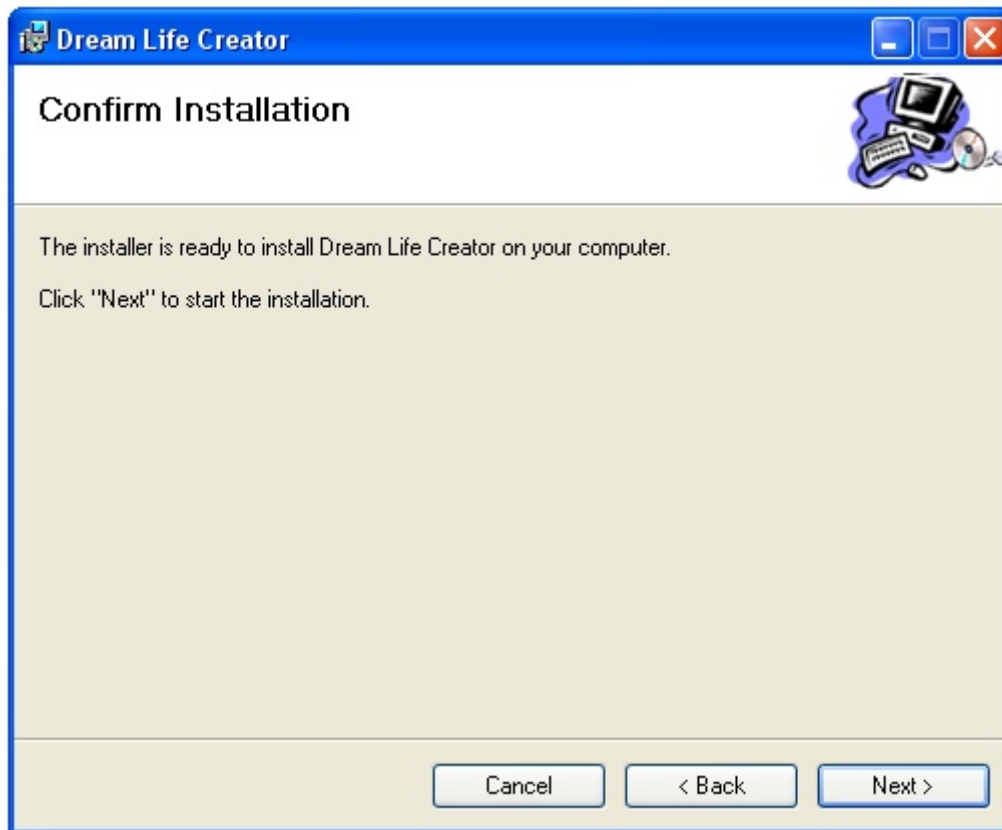 Dream Life Creator
Confirm Installation
The installer is ready to install Dream Life Creator on your computer.
Click "Next" to start the installation.
Cancel
< Back
Next >